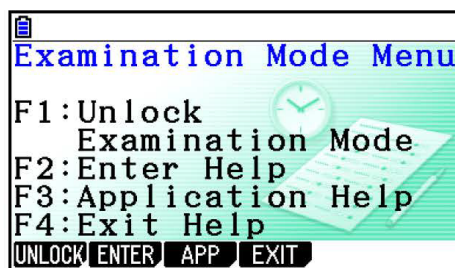 Examination Mode Menu
F1:Unlock
Examination Mode
F2:Enter Help
F3:Application Help
F4:Exit Help
UNLOCK ENTER APP EXIT